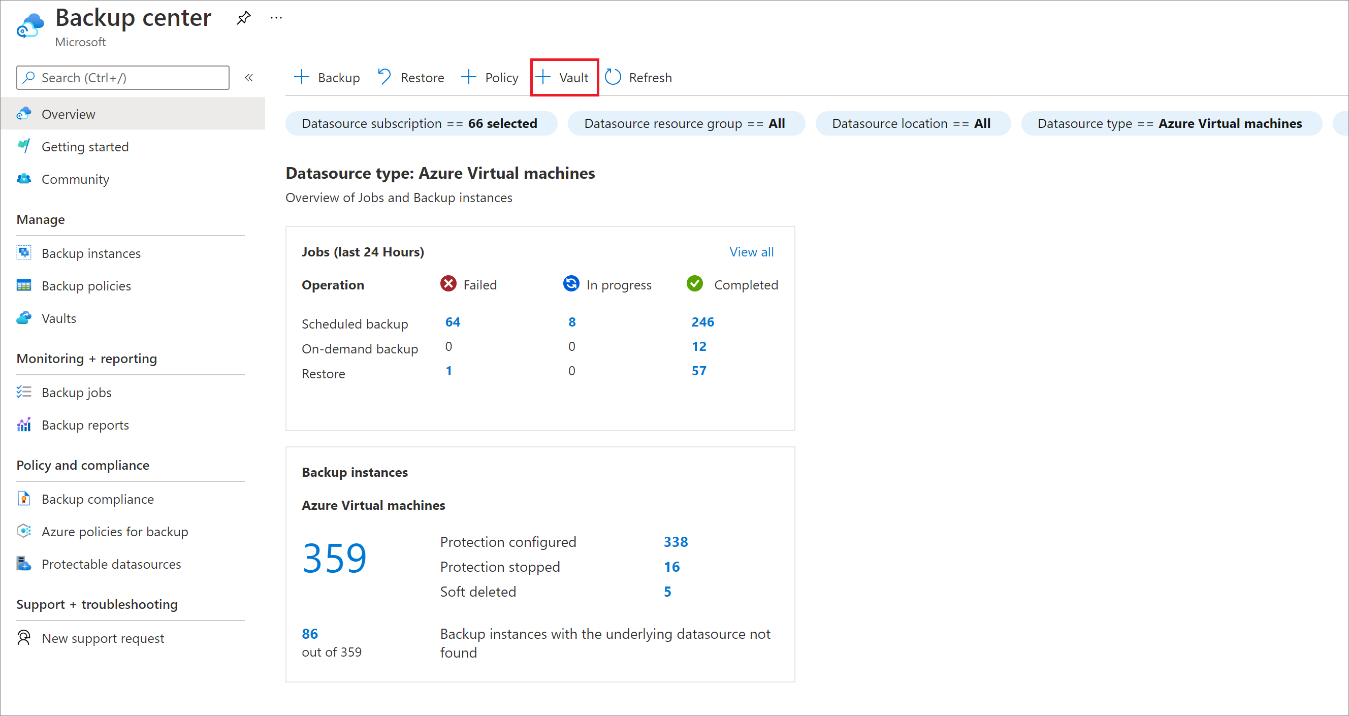 Backup center
Microsoft
Search (Ctrl+/)
Overview
Getting started
Community
Manage
Backup instances
Backup policies
Vaults
Monitoring + reporting
Backup jobs
Backup reports
Policy and compliance
Backup compliance
Azure policies for backup
Protectable datasources
Support + troubleshooting
New support request
Backup Restore Policy Vault Refresh
Datasource subscription == 66 selected Datasource resource group == All Datasource location == All Datasource type == Azure Virtual machines
Datasource type: Azure Virtual machines
Overview of Jobs and Backup instances
Jobs (last 24 Hours) View all
Operation Failed In progress Completed
Scheduled backup 64 8 246
On-demand backup 0 0 12
Restore 1 0 57
Backup instances
Azure Virtual machines
359
Protection configured 338
Protection stopped 16
Soft deleted 5
86
out of 359
Backup instances with the underlying datasource not
found